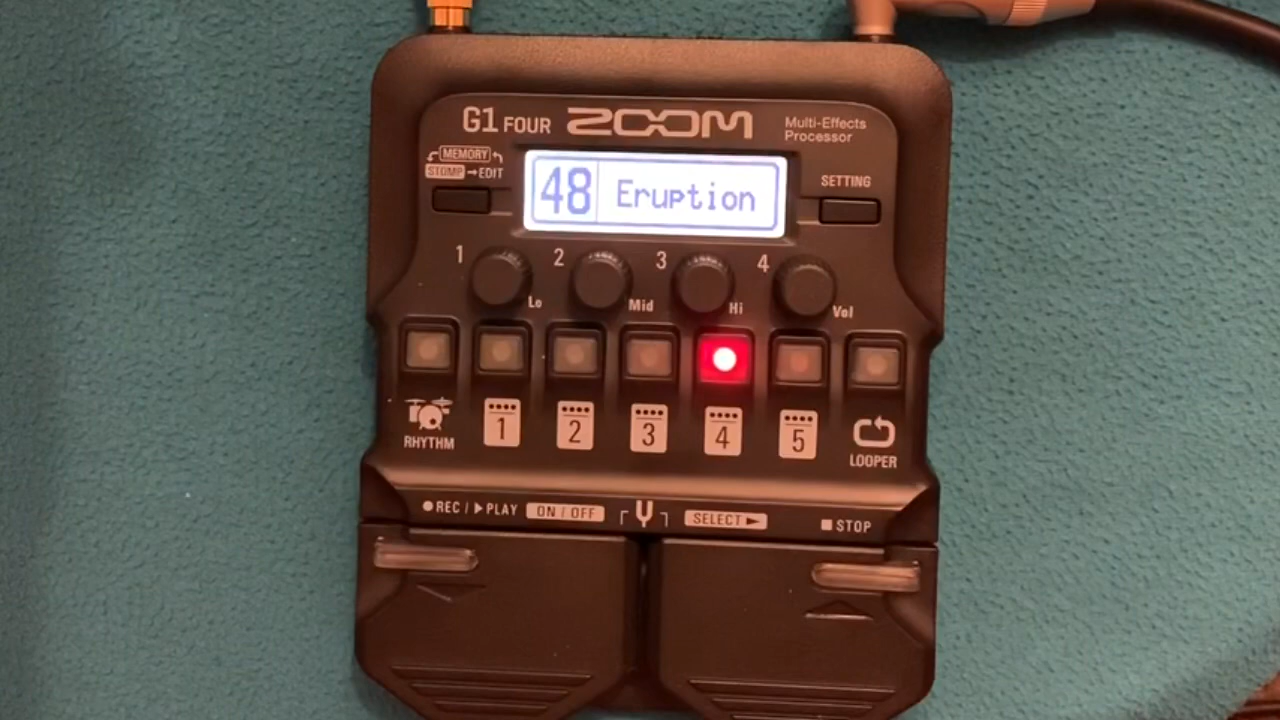 G1 FOUR ZOOM Multi-Effects
Processor
MEMORY
STOMP → EDIT
48 Eruption
SETTING
1 2 3 4
Lo Mid Hi Vol
1 2 3 4 5
RHYTHM LOOPER
●REC / ▶PLAY ON / OFF SELECT ► ■STOP